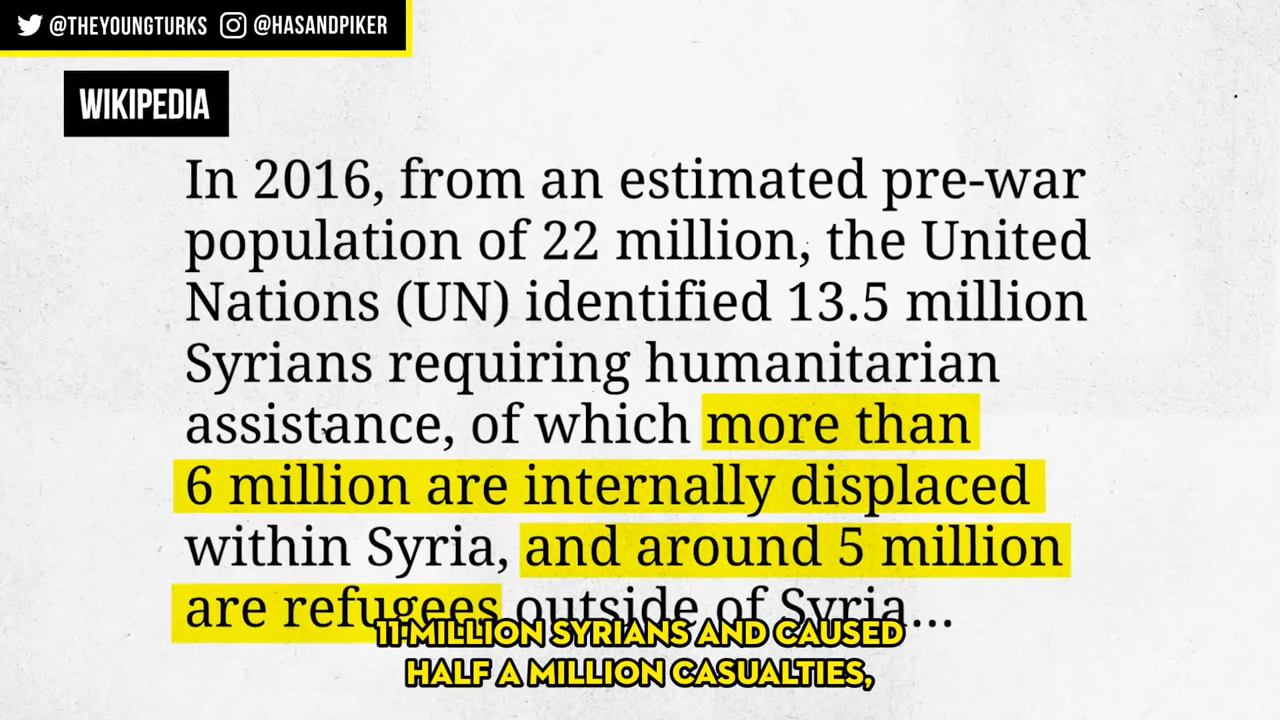 @THEYOUNGTURKS @HASANDPIKER
WIKIPEDIA
In 2016, from an estimated pre-war
population of 22 million, the United
Nations (UN) identified 13.5 million
Syrians requiring humanitarian
assistance, of which more than
6 million are internally displaced
within Syria, and around 5 million
are refugees outside of Syria...
11 MILLION SYRIANS AND CAUSED
HALF A MILLION CASUALTIES,